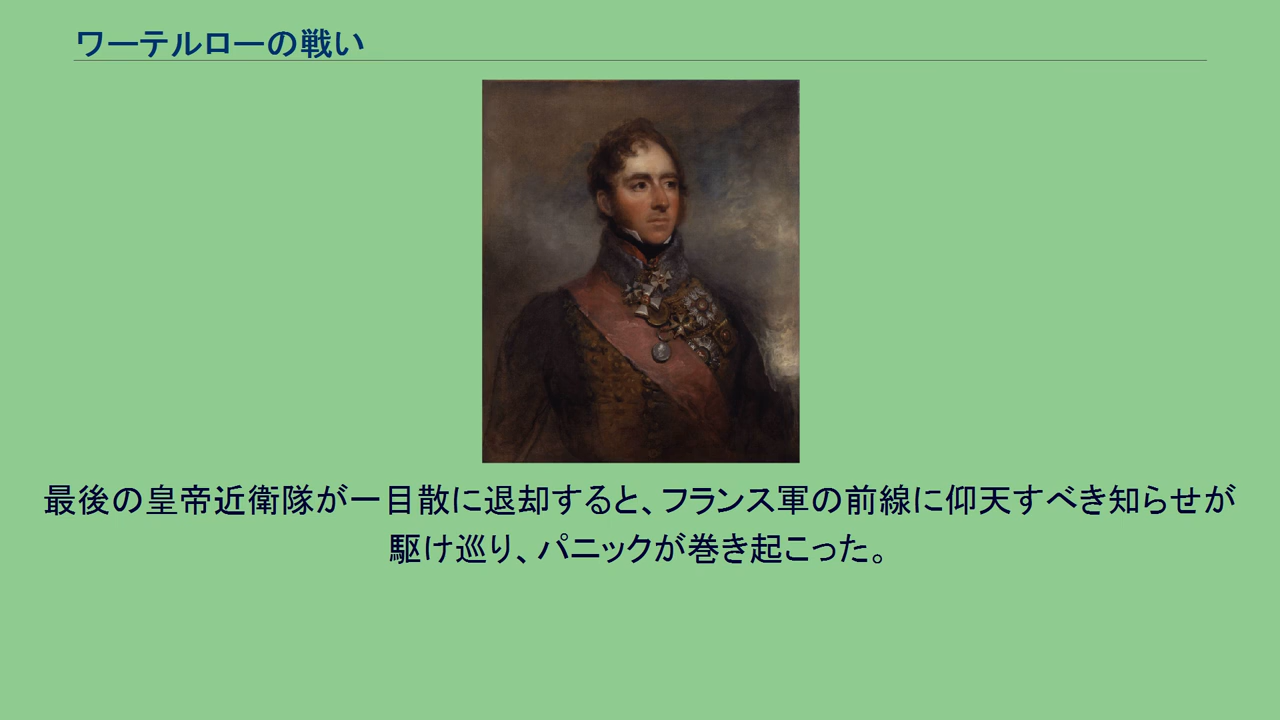 ワーテルローの戦い
最後の皇帝近衛隊が一目散に退却すると、フランス軍の前線に仰天すべき知らせが
駆け巡り、パニックが巻き起こった。